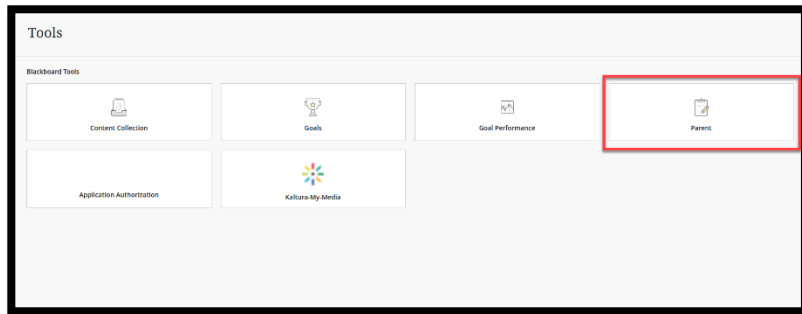 Tools
Blackboard Tools
Content Collection
Goals
Goal Performance
Parent
Application Authorization
Kaltura-My-Media